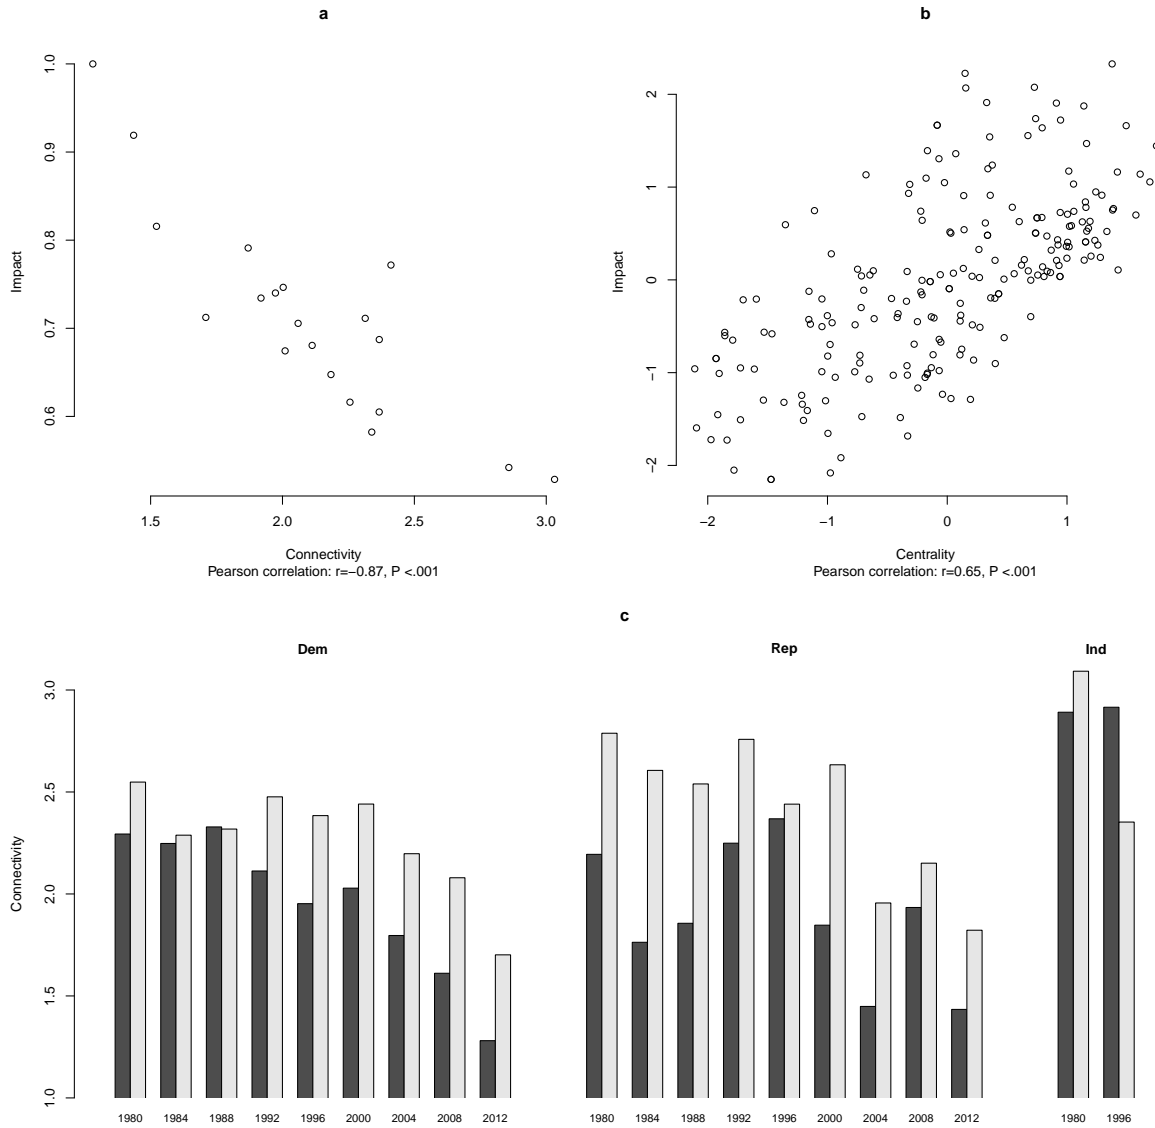 a
1.0
0.9
0.8
0.7
0.6
Impact
1.5 2.0 2.5 3.0
Connectivity
Pearson correlation: r=−0.87, P <.001
b
2
1
0
−1
−2
Impact
−2 −1 0 1
Centrality
Pearson correlation: r=0.65, P <.001
c
Dem Rep Ind
3.0
2.5
2.0
1.5
1.0
Connectivity
1980 1984 1988 1992 1996 2000 2004 2008 2012 1980 1984 1988 1992 1996 2000 2004 2008 2012 1980 1996